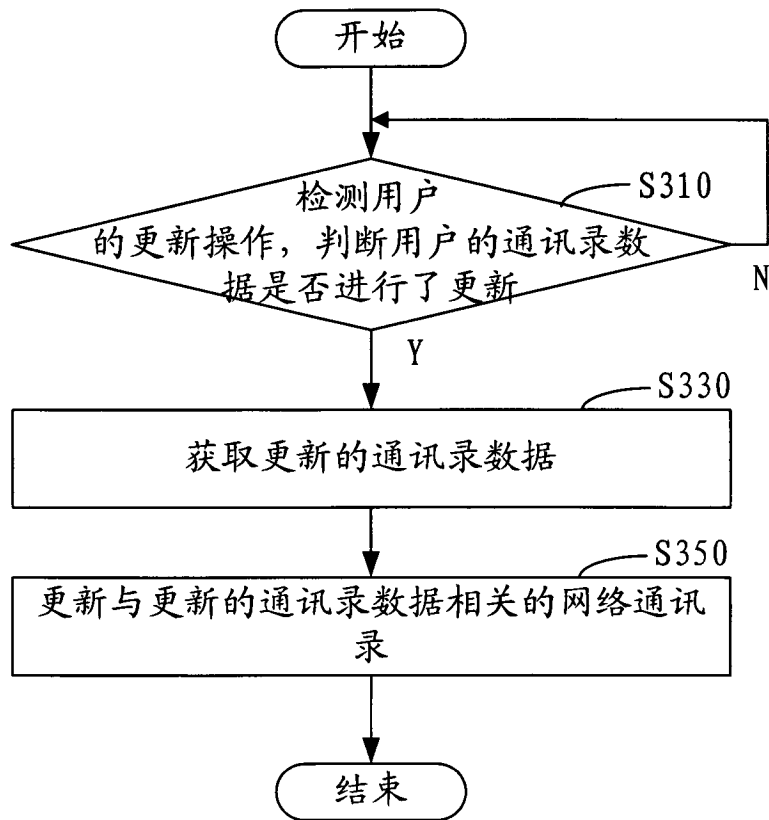 开始
S310
检测用户
的更新操作，判断用户的通讯录数
据是否进行了更新
N
Y
S330
获取更新的通讯录数据
S350
更新与更新的通讯录数据相关的网络通讯
录
结束